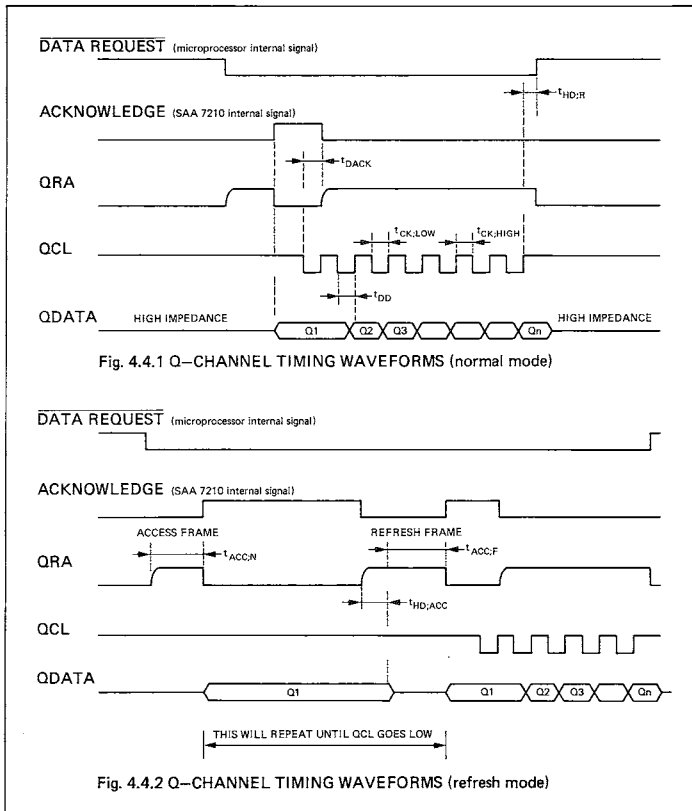 DATA REQUEST (microprocessor internal signal)
tHD;R
ACKNOWLEDGE (SAA 7210 internal signal)
tDACK
QRA
tCK;LOW tCK;HIGH
QCL
tDD
QDATA HIGH IMPEDANCE Q1 Q2 Q3 Qn HIGH IMPEDANCE
Fig. 4.4.1 Q–CHANNEL TIMING WAVEFORMS (normal mode)
DATA REQUEST (microprocessor internal signal)
ACKNOWLEDGE (SAA 7210 internal signal)
ACCESS FRAME REFRESH FRAME
QRA tACC;N tACC;F
tHD;ACC
QCL
QDATA Q1 Q1 Q2 Q3 Qn
THIS WILL REPEAT UNTIL QCL GOES LOW
Fig. 4.4.2 Q–CHANNEL TIMING WAVEFORMS (refresh mode)